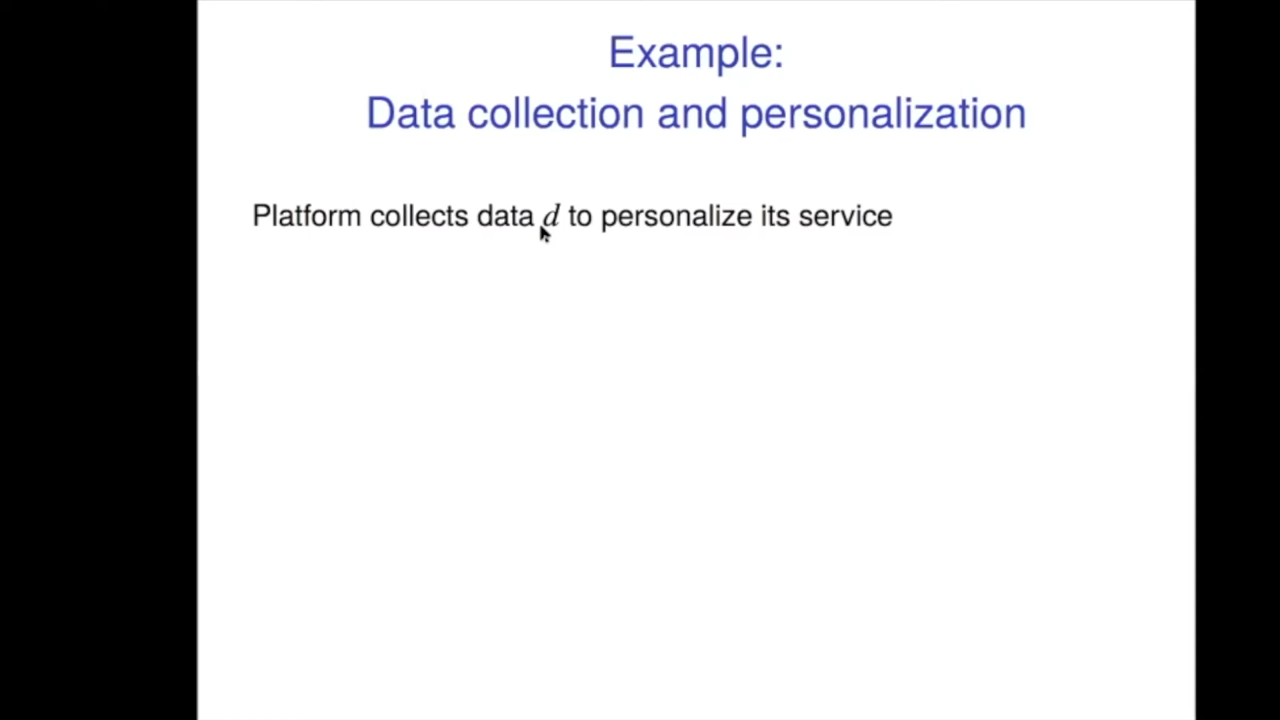 Example:
Data collection and personalization
Platform collects data d to personalize its service